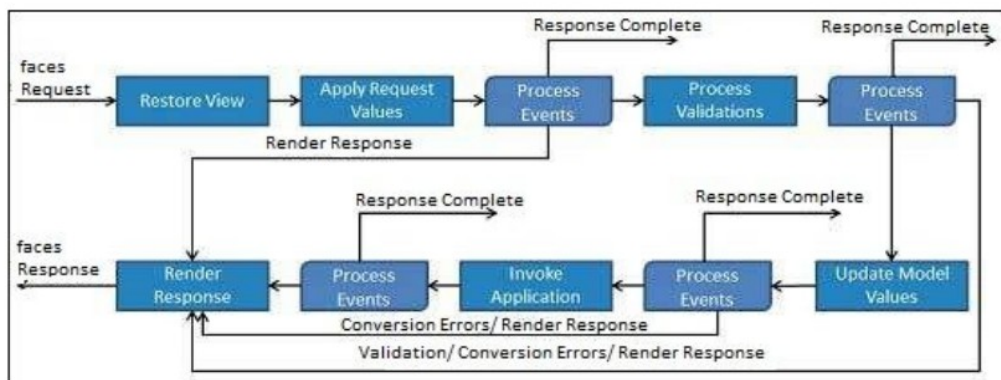 Response Complete
Response Complete
faces
Request
Restore View
Apply Request
Values
Process
Events
Process
Validations
Process
Events
Render Response
Response Complete
Response Complete
faces
Response
Render
Response
Process
Events
Invoke
Application
Process
Events
Update Model
Values
Conversion Errors/ Render Response
Validation/ Conversion Errors/ Render Response